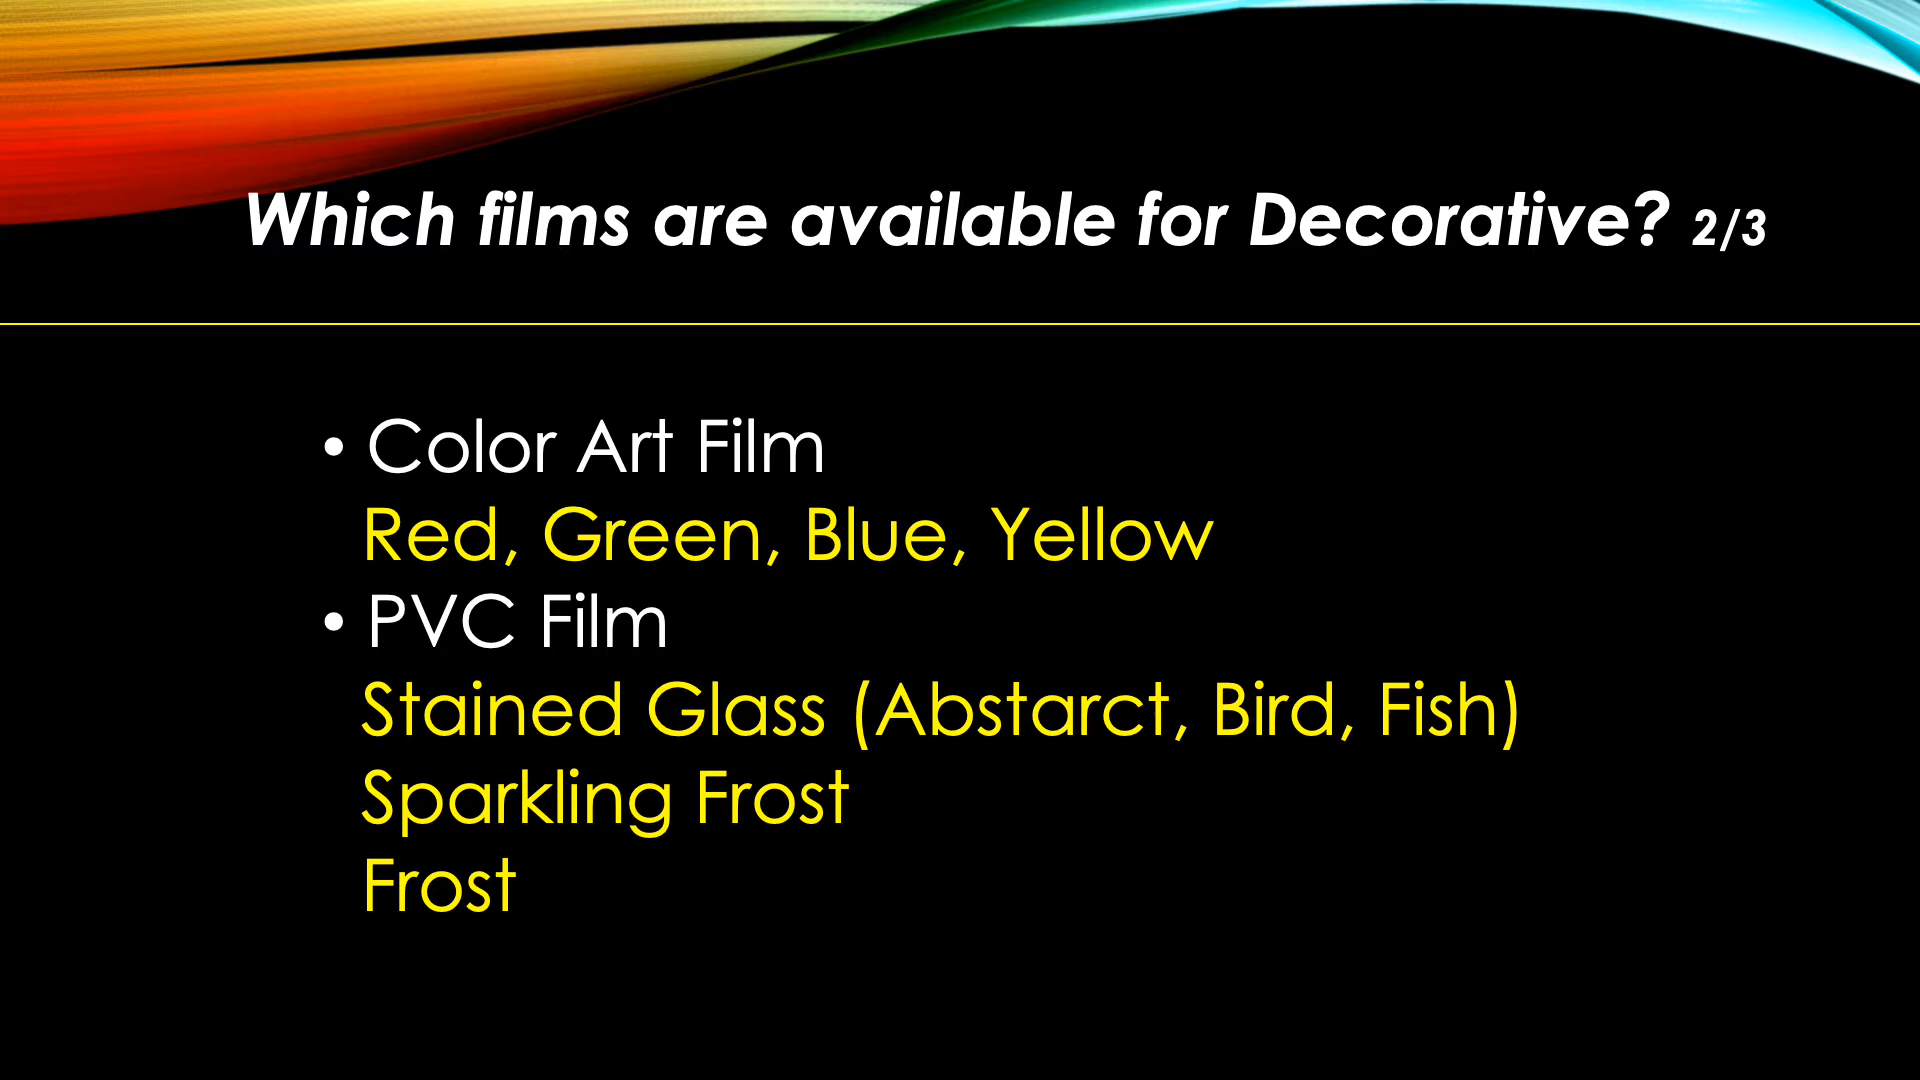 Which films are available for Decorative? 2/3
• Color Art Film
Red, Green, Blue, Yellow
• PVC Film
Stained Glass (Abstarct, Bird, Fish)
Sparkling Frost
Frost